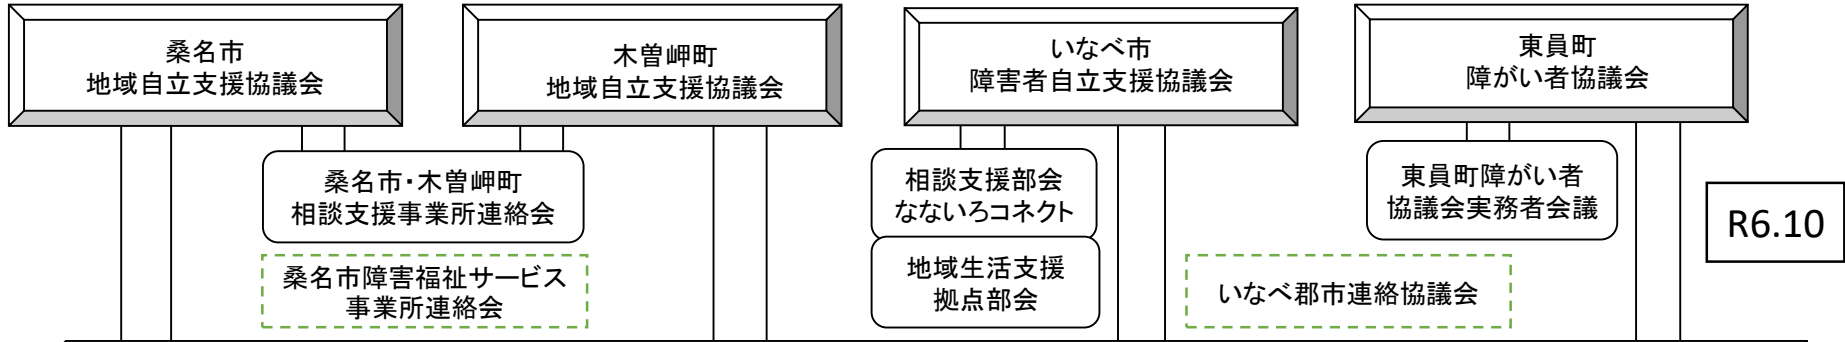 桑名市
地域自立支援協議会
木曽岬町
地域自立支援協議会
いなべ市
障害者自立支援協議会
東員町
障がい者協議会
桑名市・木曽岬町
相談支援事業所連絡会
相談支援部会
なないろコネクト
東員町障がい者
協議会実務者会議
R6.10
桑名市障害福祉サービス
事業所連絡会
地域生活支援
拠点部会
いなべ郡市連絡協議会